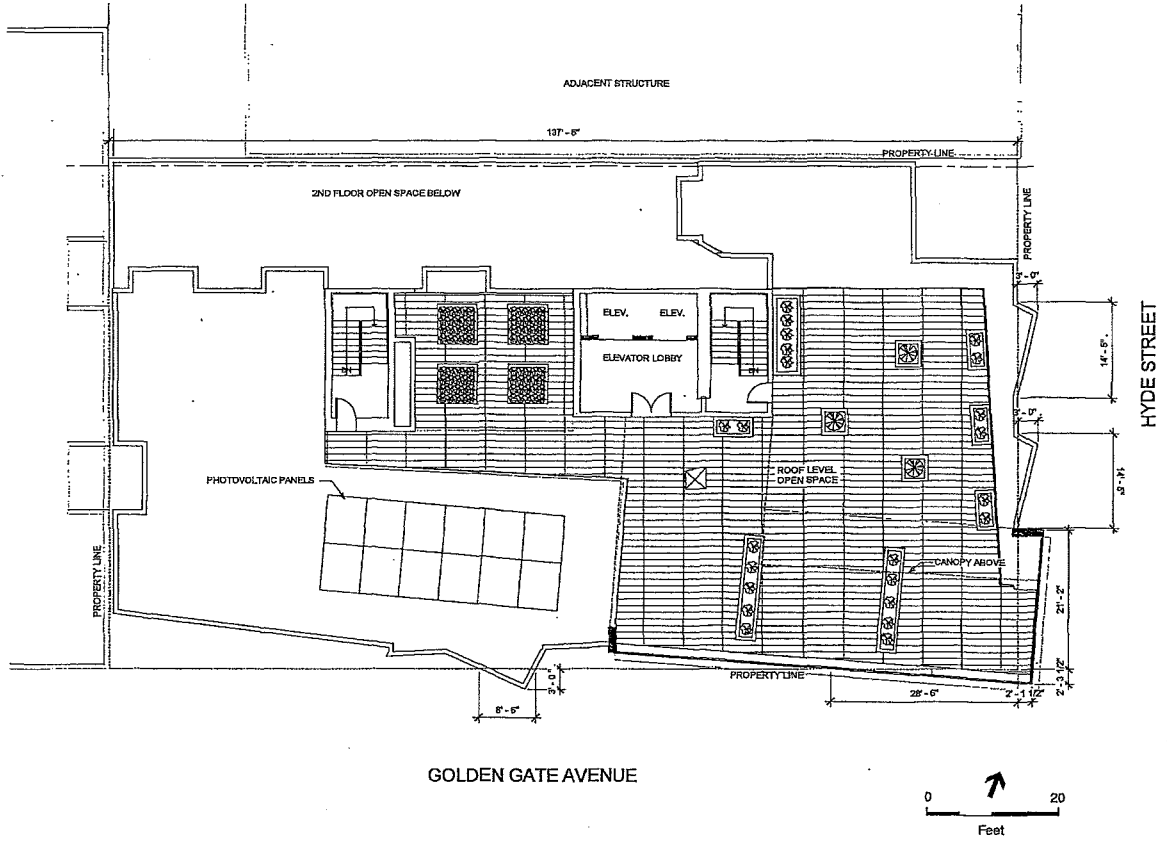 ADJACENT STRUCTURE
137' - 6"
PROPERTY LINE
2ND FLOOR OPEN SPACE BELOW
PROPERTY LINE
3' - 0"
ELEV.
ELEV.
ELEVATOR LOBBY
DN
DN
14' - 5"
HYDE STREET
3' - 0"
ROOF LEVEL
OPEN SPACE
14' - 5"
PHOTOVOLTAIC PANELS
CANOPY ABOVE
PROPERTY LINE
21' - 2"
PROPERTY LINE
3' - 0"
28' - 6"
2' - 1 1/2"
2' - 3 1/2"
8' - 5"
GOLDEN GATE AVENUE
0
20
Feet